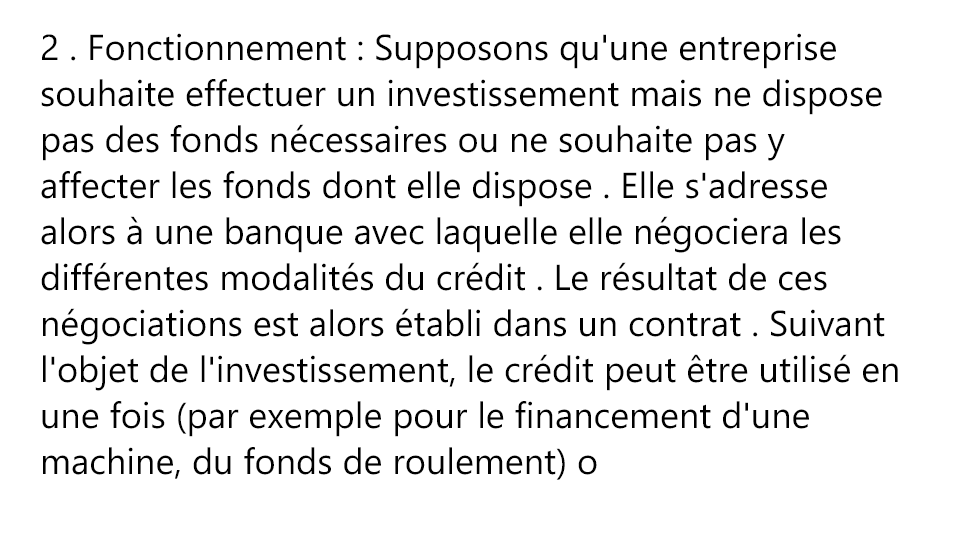 2 . Fonctionnement : Supposons qu'une entreprise
souhaite effectuer un investissement mais ne dispose
pas des fonds nécessaires ou ne souhaite pas y
affecter les fonds dont elle dispose . Elle s'adresse
alors à une banque avec laquelle elle négociera les
différentes modalités du crédit . Le résultat de ces
négociations est alors établi dans un contrat . Suivant
l'objet de l'investissement, le crédit peut être utilisé en
une fois (par exemple pour le financement d'une
machine, du fonds de roulement) o